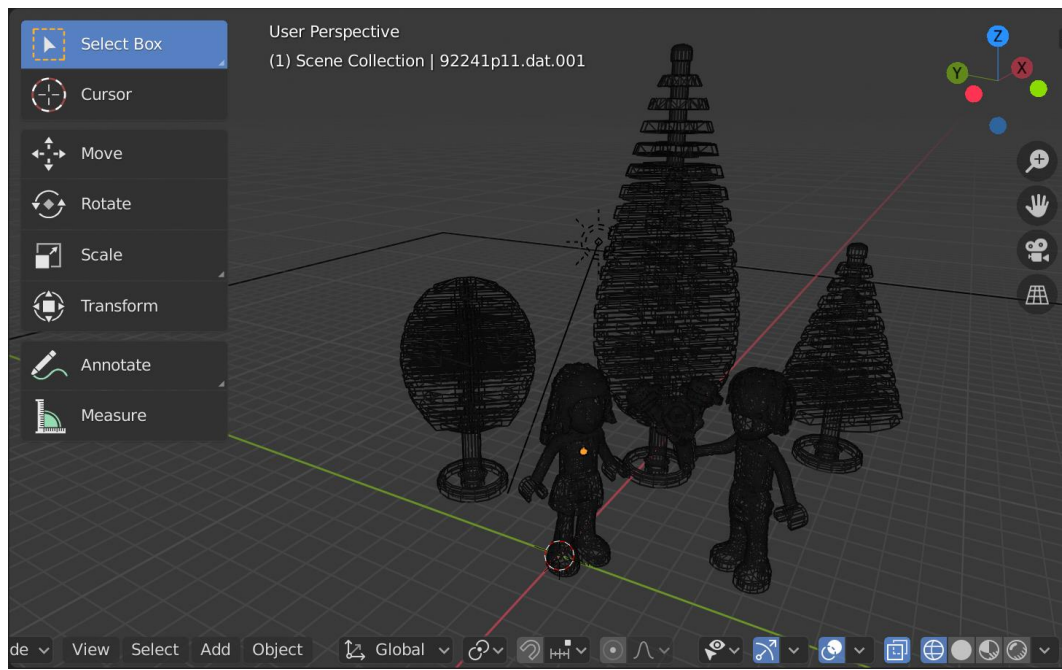 Select Box
Cursor
Move
Rotate
Scale
Transform
Annotate
Measure
User Perspective
(1) Scene Collection | 92241p11.dat.001
Z
Y
X
de View Select Add Object Global